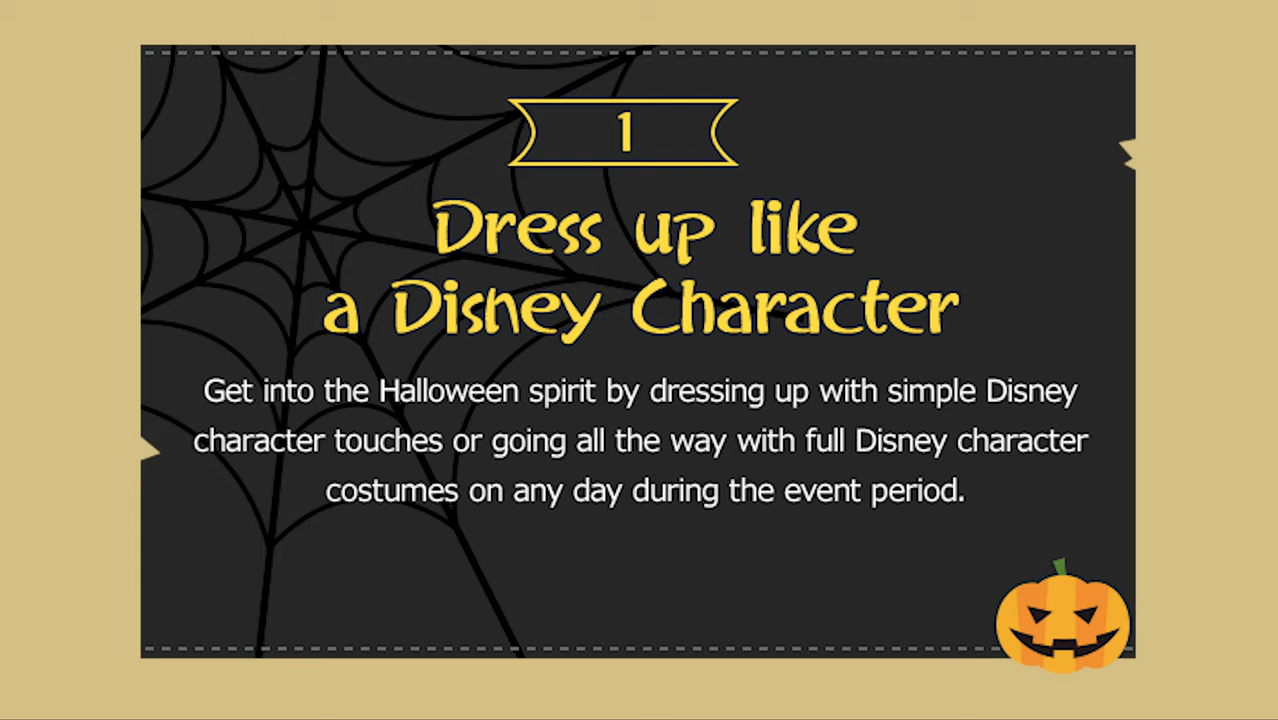 1
Dress up like
a Disney Character
Get into the Halloween spirit by dressing up with simple Disney
character touches or going all the way with full Disney character
costumes on any day during the event period.